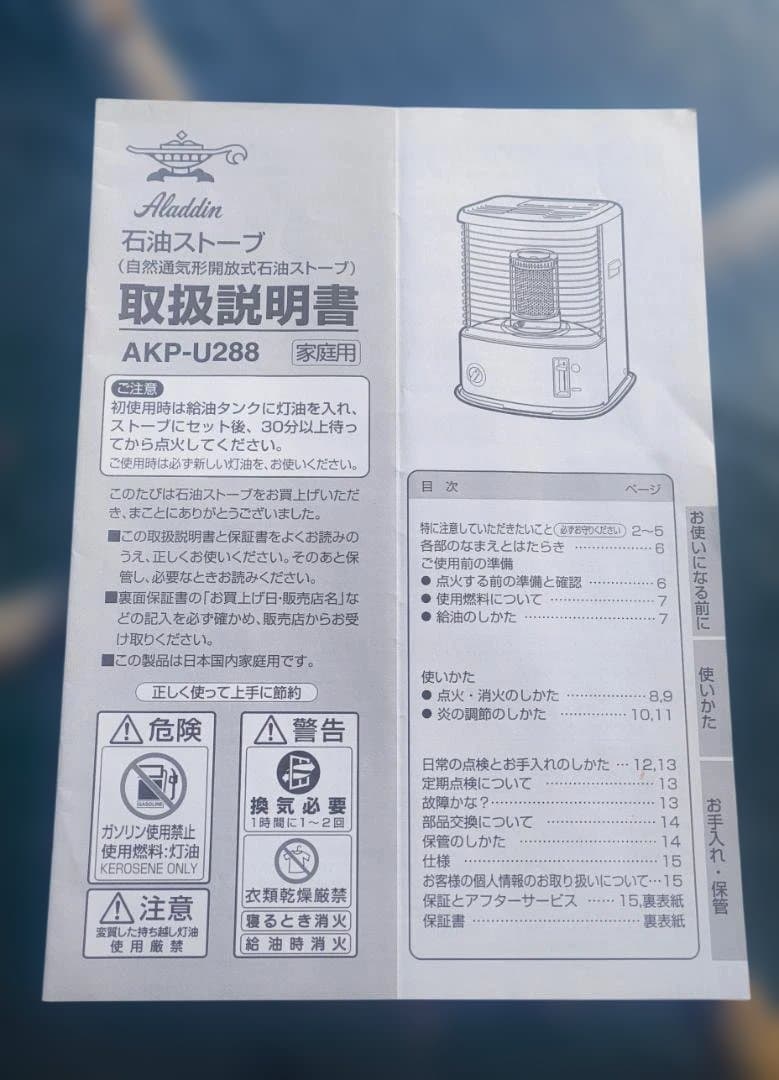 Aladdin
石油ストーブ
(自然通気形開放式石油ストーブ)
取扱説明書
AKP-U288 家庭用
ご注意
初使用時は給油タンクに灯油を入れ、
ストーブにセット後、30分以上待っ
てから点火してください。
ご使用時は必ず新しい灯油を、お使いください。
このたびは石油ストーブをお買上げいただ
き、まことにありがとうございました。
■この取扱説明書と保証書をよくお読みの
うえ、正しくお使いください。そのあと保
管し、必要なときお読みください。
■裏面保証書の「お買上げ日・販売店名」な
どの記入を必ず確かめ、販売店からお受
け取りください。
■この製品は日本国内家庭用です。
正しく使って上手に節約
危険
GASOLINE
ガソリン使用禁止
使用燃料:灯油
KEROSENE ONLY
注意
変質した持ち越し灯油
使用厳禁
警告
換気必要
1時間に1～2回
衣類乾燥厳禁
寝るとき消火
給油時消火
目次 ページ
特に注意していただきたいこと(必ずお守りください) 2～5
各部のなまえとはたらき ……………… 6
ご使用前の準備
● 点火する前の準備と確認 …………… 6
● 使用燃料について ……………………… 7
● 給油のしかた …………………………… 7
使いかた
● 点火・消火のしかた ……………… 8,9
● 炎の調節のしかた …………… 10,11
日常の点検とお手入れのしかた … 12,13
定期点検について ……………………… 13
故障かな? ………………………………… 13
部品交換について ……………………… 14
保管のしかた …………………………… 14
仕様 ……………………………………… 15
お客様の個人情報のお取り扱いについて…15
保証とアフターサービス …… 15,裏表紙
保証書 ………………………………… 裏表紙
お使いになる前に
使いかた
お手入れ・保管